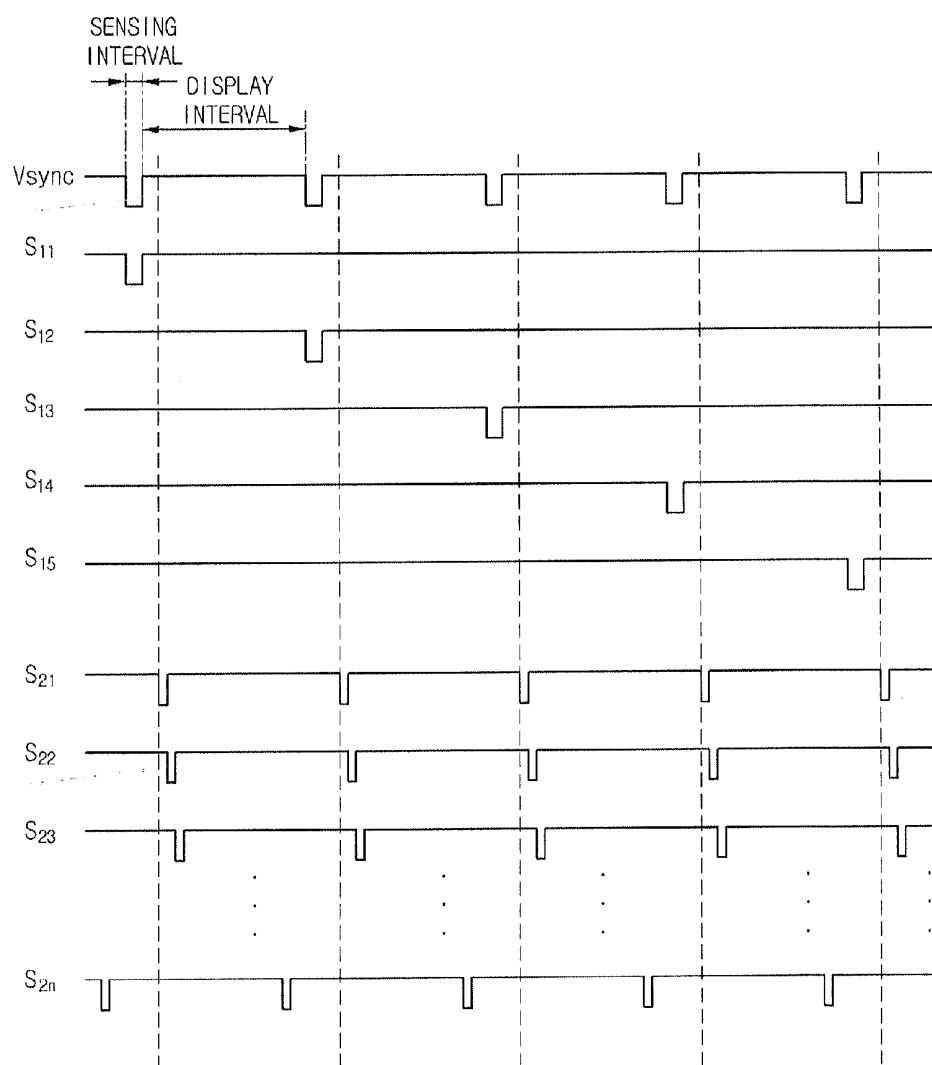 SENSING
INTERVAL
DISPLAY
INTERVAL
Vsync
S11
S12
S13
S14
S15
S21
S22
S23
S2n